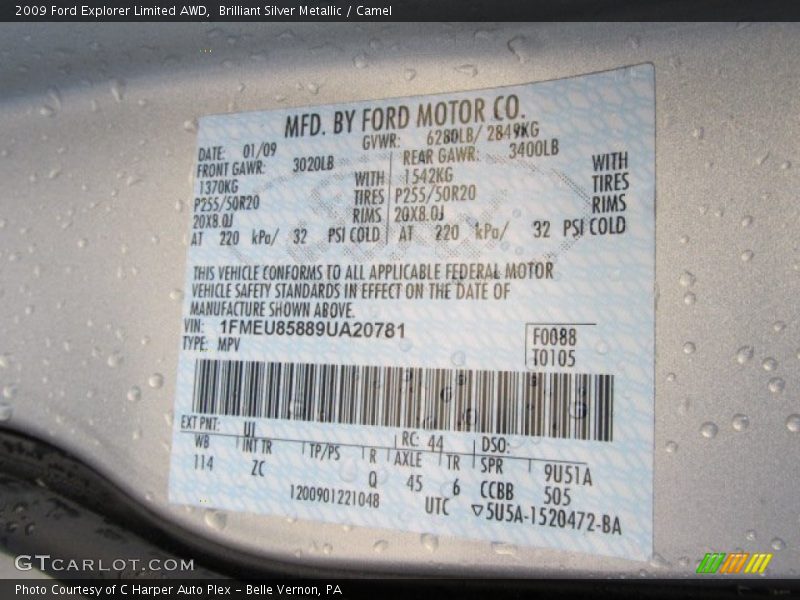 2009 Ford Explorer Limited AWD, Brilliant Silver Metallic / Camel
MFD. BY FORD MOTOR CO.
DATE: 01/09 GVWR: 6280LB/ 2849KG
FRONT GAWR: 3020LB REAR GAWR: 3400LB
1370KG WITH 1542KG WITH
P255/50R20 TIRES P255/50R20 TIRES
20X8.0J RIMS 20X8.0J RIMS
AT 220 kPa/ 32 PSI COLD AT 220 kPa/ 32 PSI COLD
THIS VEHICLE CONFORMS TO ALL APPLICABLE FEDERAL MOTOR
VEHICLE SAFETY STANDARDS IN EFFECT ON THE DATE OF
MANUFACTURE SHOWN ABOVE.
VIN: 1FMEU85889UA20781 F0088
TYPE: MPV T0105
EXT PNT: UI RC: 44 DSO:
WB INT TR TP/PS R AXLE TR SPR 9U51A
114 ZC Q 45 6 CCBB 505
1200901221048 UTC ▽5U5A-1520472-BA
GTCARLOT.COM
Photo Courtesy of C Harper Auto Plex - Belle Vernon, PA